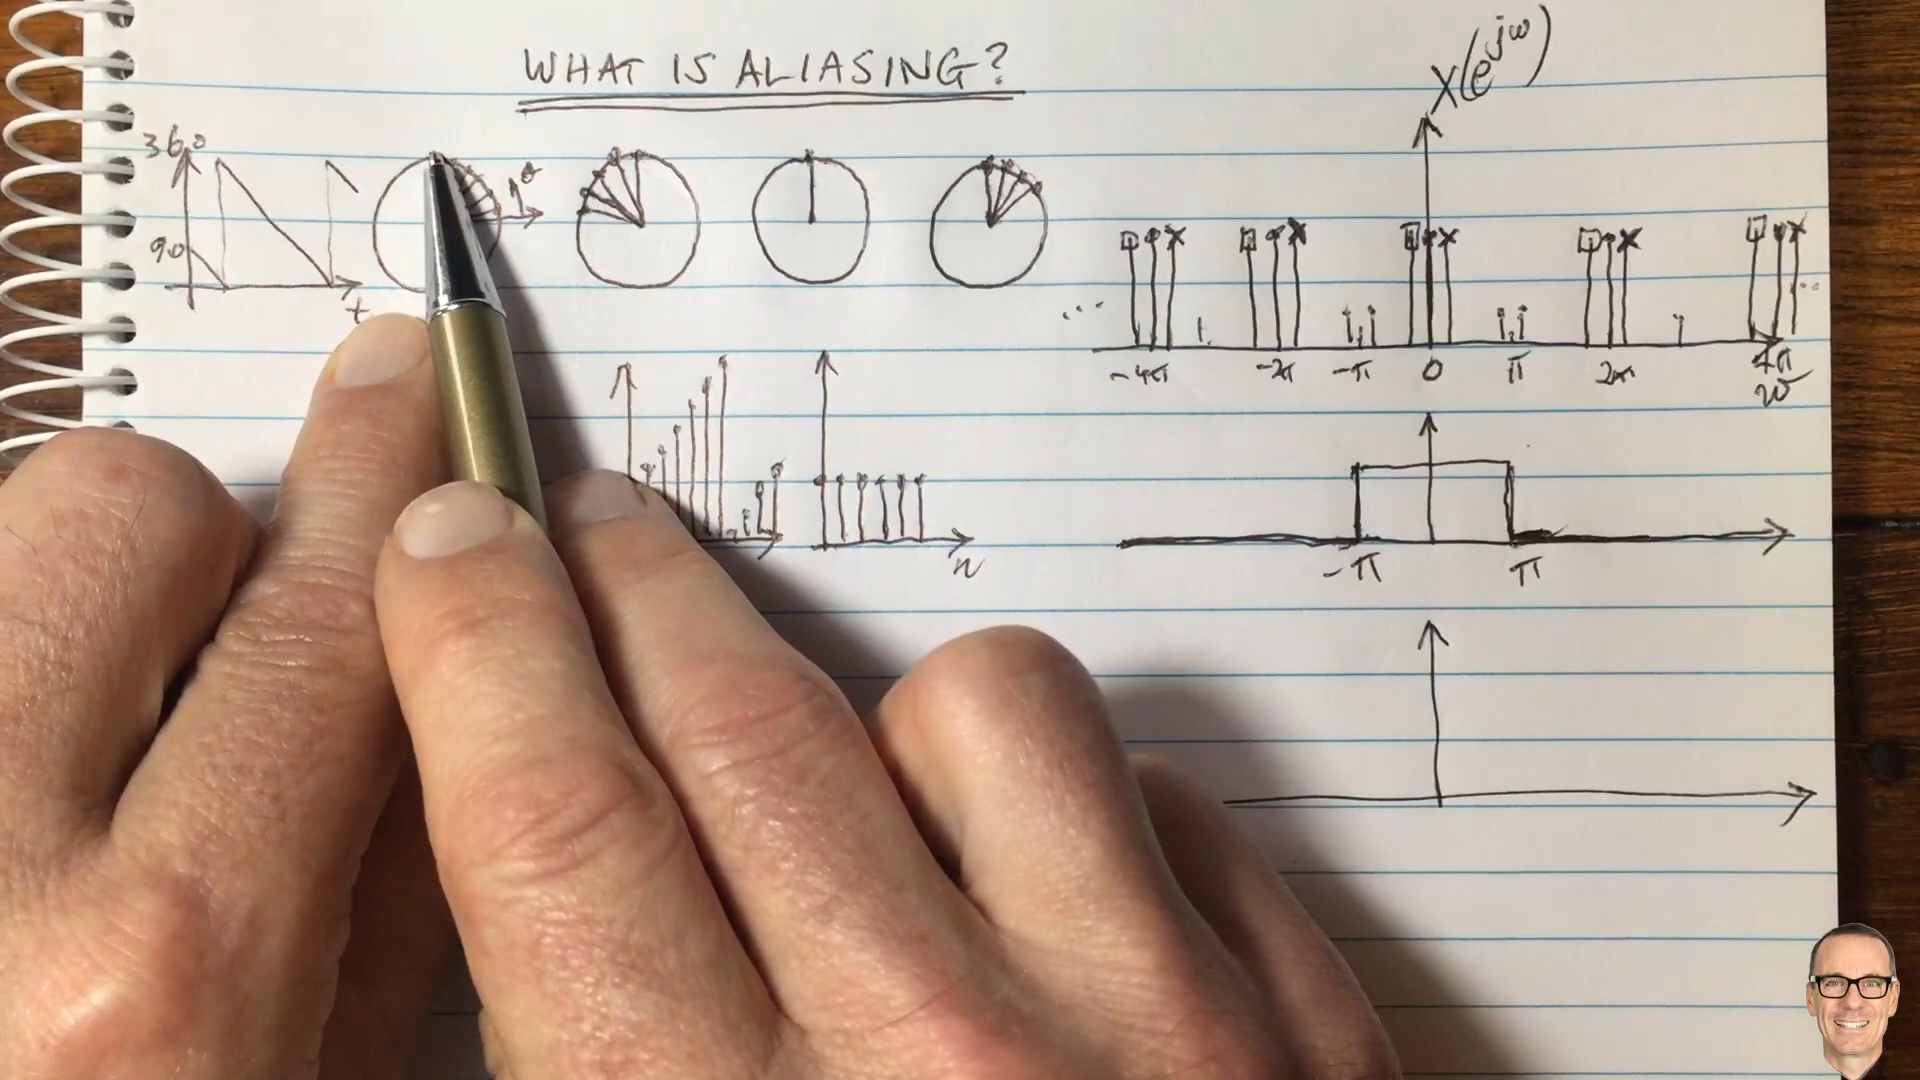 WHAT IS ALIASING?
X(e^jω)
360
90
t
θ
...
...
-4π -2π -π 0 π 2π 4π
ω
n
-π π